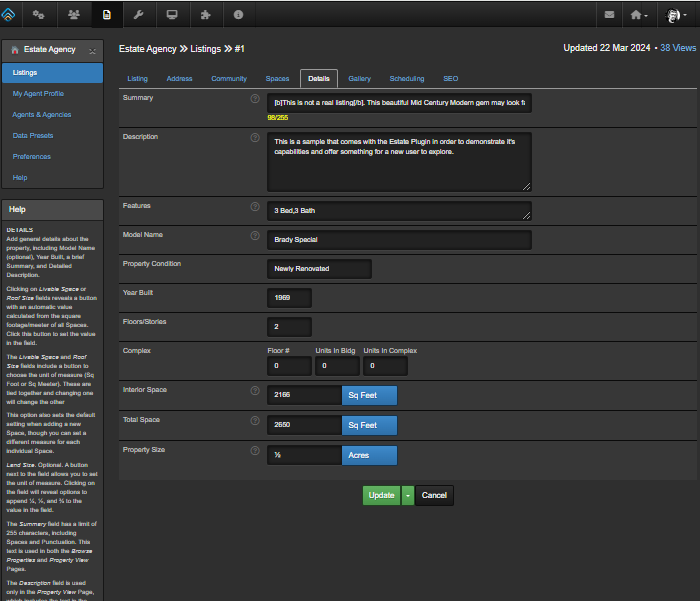 Estate Agency
Estate Agency » Listings » #1
Updated 22 Mar 2024 • 38 Views
Listings
My Agent Profile
Agents & Agencies
Data Presets
Preferences
Help
Listing Address Community Spaces Details Gallery Scheduling SEO
Summary
[b]This is not a real listing[/b]. This beautiful Mid Century Modern gem may look
98/255
Description
This is a sample that comes with the Estate Plugin in order to demonstrate it's
capabilities and offer something for a new user to explore.
Features
3 Bed,3 Bath
Model Name
Brady Special
Property Condition
Newly Renovated
Year Built
1969
Floors/Stories
2
Complex
Floor # Units In Bldg Units In Complex
0 0 0
Interior Space
2166 Sq Feet
Total Space
2650 Sq Feet
Property Size
Acres
Update Cancel
Help
DETAILS
Add general details about the
property, including Model Name
(optional), Year Built, a brief
Summary, and Detailed
Description.
Clicking on Livable Space or
Roof Size fields reveals a button
with an automatic value
calculated from the square
footage/meater of all Spaces.
Click this button to set the value
in the field.
The Livable Space and Roof
Size fields include a button to
choose the unit of measure (Sq
Foot or Sq Meater). These are
tied together and changing one
will change the other
This option also sets the default
setting when adding a new
Space, though you can set a
different measure for each
individual Space.
Land Size. Optional. A button
next to the field allows you to set
the unit of measure. Clicking on
the field will reveal options to
append ¼, ½, and ¾ to the
value in the field.
The Summary field has a limit of
255 characters, including
Spaces and Punctuation. This
text is used in both the Browse
Properties and Property View
Pages.
The Description field is used
only in the Property View Page,
which includes the text in the